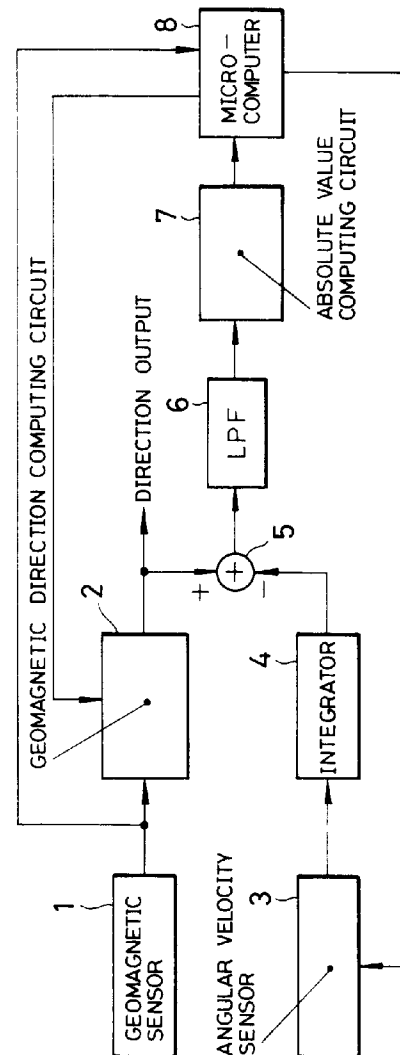 1
GEOMAGNETIC
SENSOR
GEOMAGNETIC DIRECTION COMPUTING CIRCUIT
2
DIRECTION OUTPUT
+
+
−
5
6
LPF
7
ABSOLUTE VALUE
COMPUTING CIRCUIT
8
MICRO-
COMPUTER
ANGULAR VELOCITY
SENSOR
3
4
INTEGRATOR